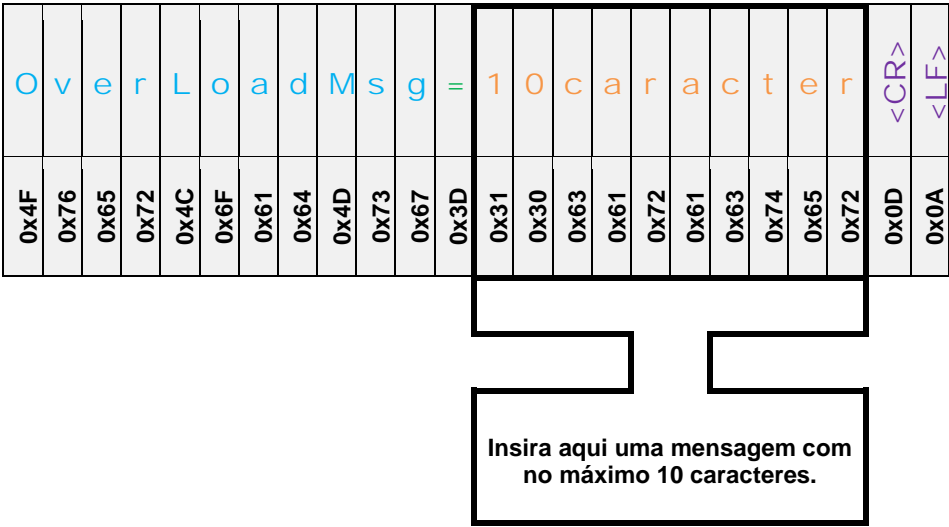 O v e r L o a d M s g = 1 0 c a r a c t e r <CR> <LF>
0x4F 0x76 0x65 0x72 0x4C 0x6F 0x61 0x64 0x4D 0x73 0x67 0x3D 0x31 0x30 0x63 0x61 0x72 0x61 0x63 0x74 0x65 0x72 0x0D 0x0A
Insira aqui uma mensagem com
no máximo 10 caracteres.